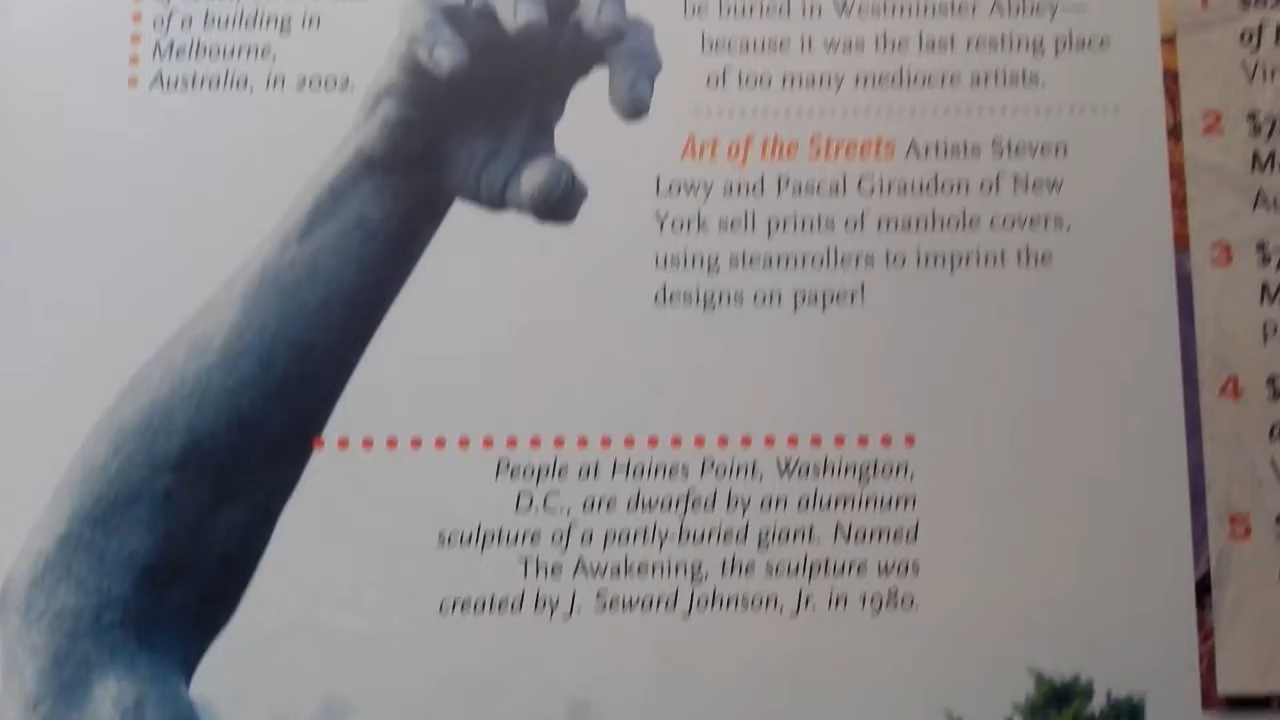 of a building in
Melbourne,
Australia, in 2002.
be buried in Westminster Abbey—
because it was the last resting place
of too many mediocre artists.
Art of the Streets Artists Steven
Lowy and Pascal Giraudon of New
York sell prints of manhole covers,
using steamrollers to imprint the
designs on paper!
People at Haines Point, Washington,
D.C., are dwarfed by an aluminum
sculpture of a partly-buried giant. Named
The Awakening, the sculpture was
created by J. Seward Johnson, Jr. in 1980.
of
2
3
4
5